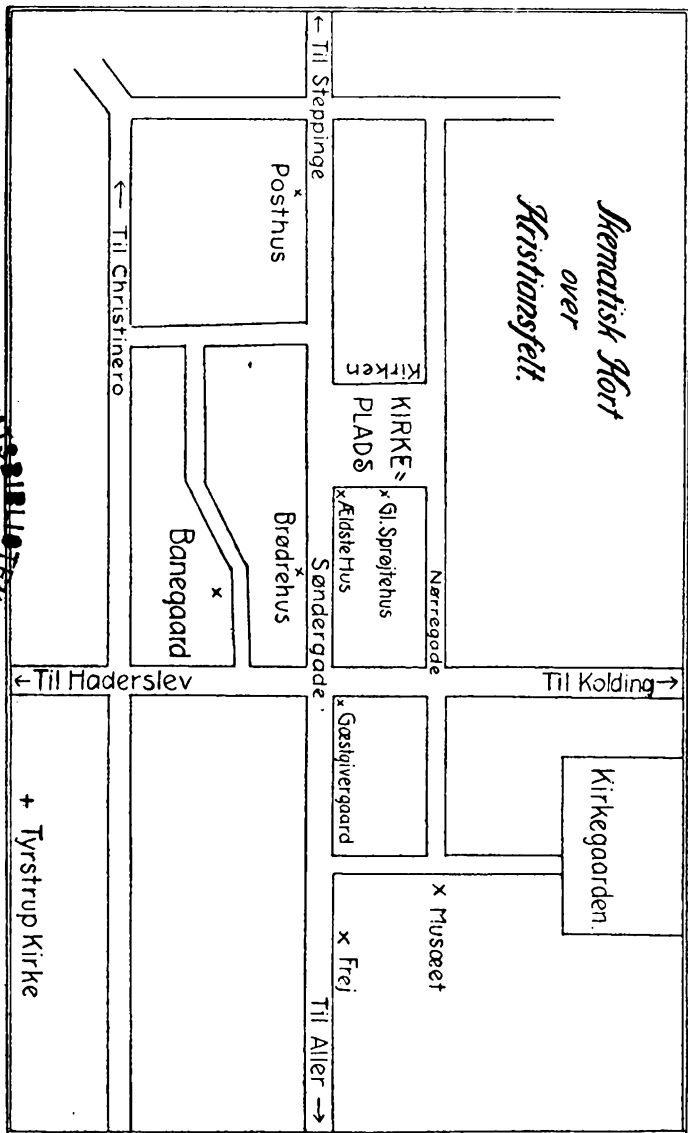 Skematisk Kort
over
Kristiansfelt.
← Til Steppinge
Posthus
← Til Christinero
Kirken
KIRKE=
PLADS
Gl. Sprøjtehus
Ældste Hus
Nørregade
Brødrehus
Søndergade
Banegaard
← Til Haderslev
Til Kolding →
Gæstgivergaard
Kirkegaarden.
Musæet
Frej
Tyrstrup Kirke
Til Aller →